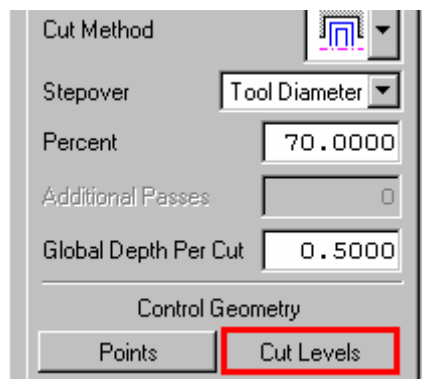 Cut Method
Stepover Tool Diameter
Percent 70.0000
Additional Passes 0
Global Depth Per Cut 0.5000
Control Geometry
Points Cut Levels